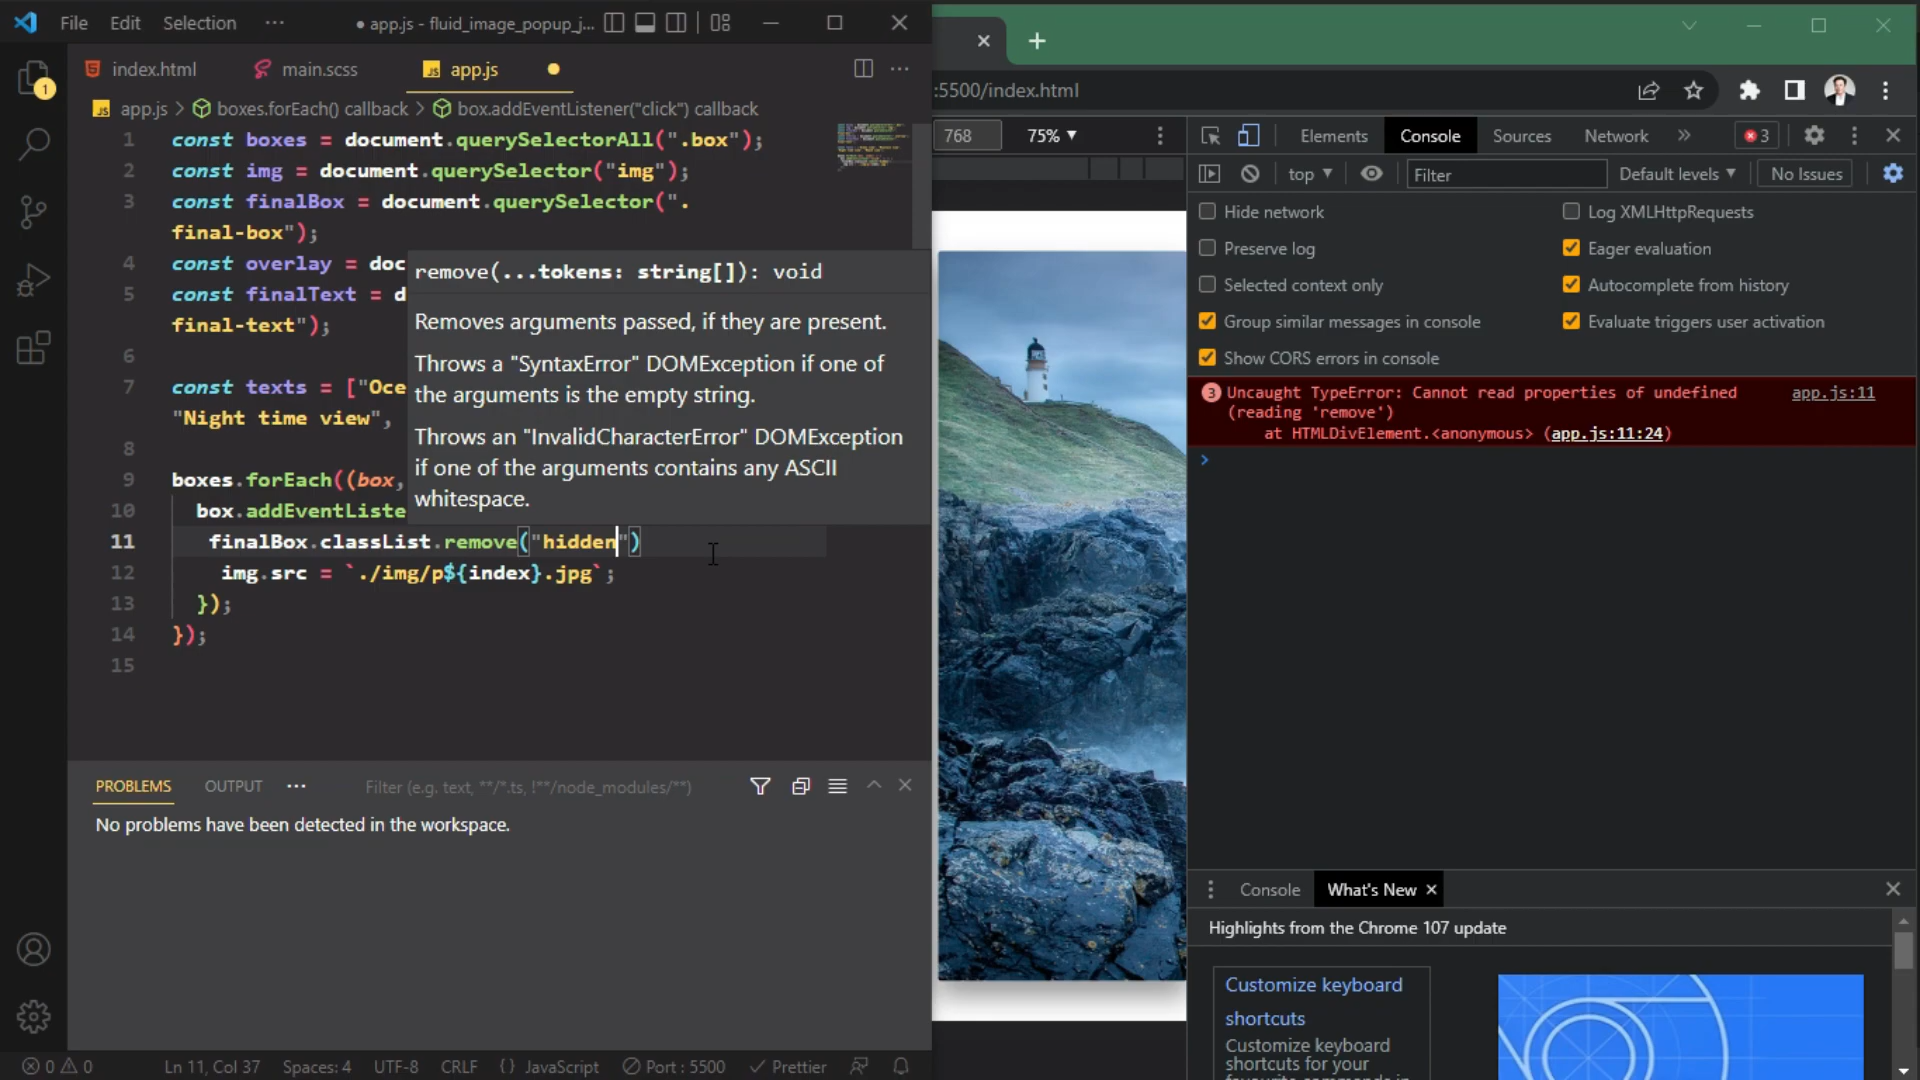 File Edit Selection ··· ● app.js - fluid_image_popup_j...
index.html main.scss JS app.js ●
JS app.js > boxes.forEach() callback > box.addEventListener("click") callback
1 const boxes = document.querySelectorAll(".box");
2 const img = document.querySelector("img");
3 const finalBox = document.querySelector(".
final-box");
4 const overlay = doc
5 const finalText = d
final-text");
6
7 const texts = ["Oce
"Night time view",
8
9 boxes.forEach((box,
10 box.addEventListe
11 finalBox.classList.remove("hidden")
12 img.src = `./img/p${index}.jpg`;
13 });
14 });
15
remove(...tokens: string[]): void
Removes arguments passed, if they are present.
Throws a "SyntaxError" DOMException if one of
the arguments is the empty string.
Throws an "InvalidCharacterError" DOMException
if one of the arguments contains any ASCII
whitespace.
PROBLEMS OUTPUT ··· Filter (e.g. text, **/*.ts, !**/node_modules/**)
No problems have been detected in the workspace.
1
0 0 Ln 11, Col 37 Spaces: 4 UTF-8 CRLF {} JavaScript Port : 5500 Prettier
:5500/index.html
768 75% ▼
Elements Console Sources Network » 3
top ▼ Filter Default levels ▼ No Issues
Hide network Log XMLHttpRequests
Preserve log Eager evaluation
Selected context only Autocomplete from history
Group similar messages in console Evaluate triggers user activation
Show CORS errors in console
3 Uncaught TypeError: Cannot read properties of undefined app.js:11
(reading 'remove')
at HTMLDivElement.<anonymous> (app.js:11:24)
>
Console What's New ×
Highlights from the Chrome 107 update
Customize keyboard
shortcuts
Customize keyboard
shortcuts for your
favourite commands in